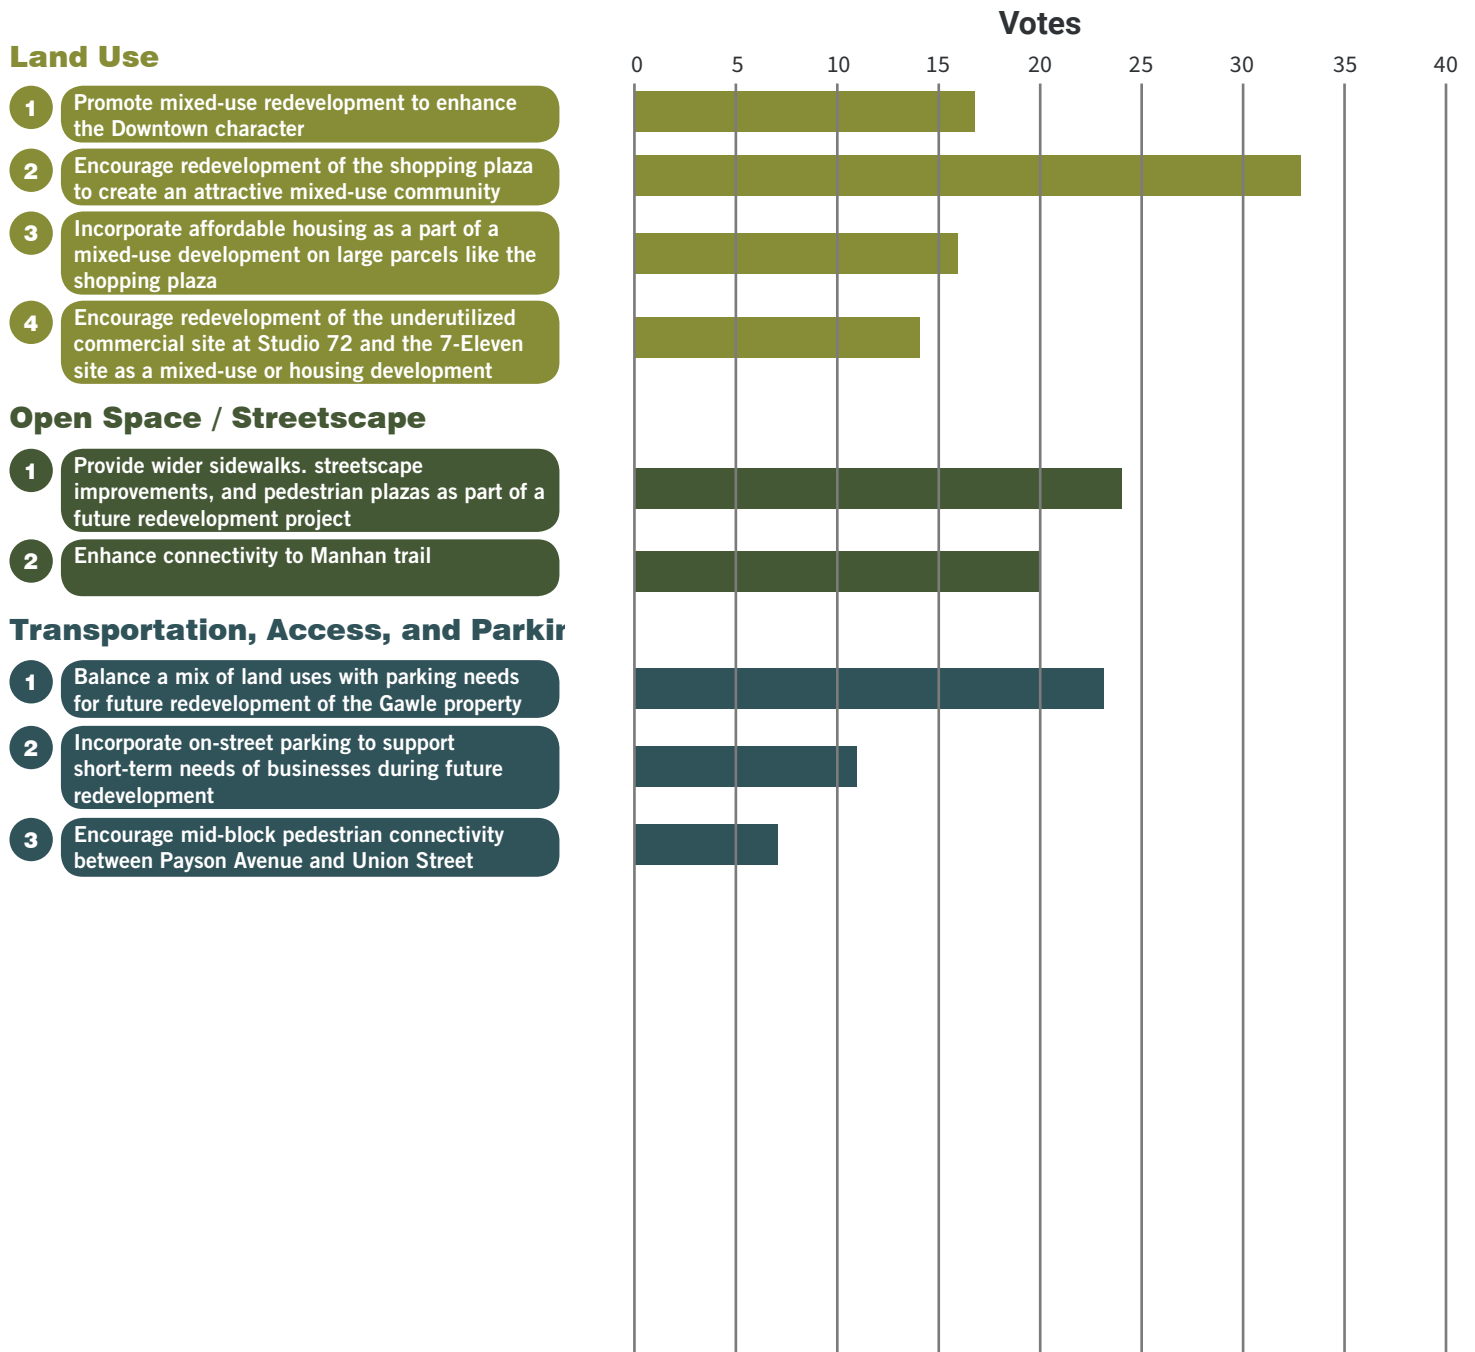 Votes
Land Use
0 5 10 15 20 25 30 35 40
1 Promote mixed-use redevelopment to enhance
the Downtown character
2 Encourage redevelopment of the shopping plaza
to create an attractive mixed-use community
3 Incorporate affordable housing as a part of a
mixed-use development on large parcels like the
shopping plaza
4 Encourage redevelopment of the underutilized
commercial site at Studio 72 and the 7-Eleven
site as a mixed-use or housing development
Open Space / Streetscape
1 Provide wider sidewalks. streetscape
improvements, and pedestrian plazas as part of a
future redevelopment project
2 Enhance connectivity to Manhan trail
Transportation, Access, and Parkin
1 Balance a mix of land uses with parking needs
for future redevelopment of the Gawle property
2 Incorporate on-street parking to support
short-term needs of businesses during future
redevelopment
3 Encourage mid-block pedestrian connectivity
between Payson Avenue and Union Street